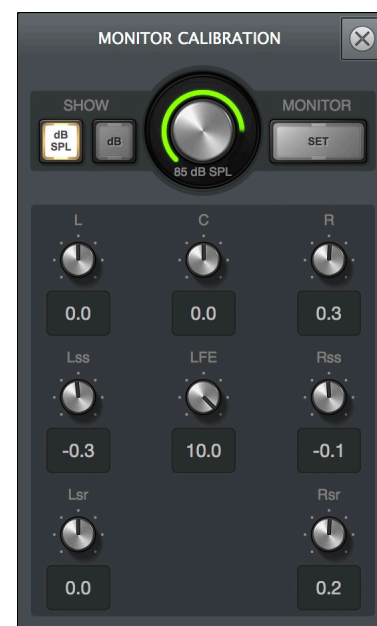 MONITOR CALIBRATION
SHOW
MONITOR
dB
SPL
dB
SET
85 dB SPL
L
C
R
0.0
0.0
0.3
Lss
LFE
Rss
-0.3
10.0
-0.1
Lsr
Rsr
0.0
0.2